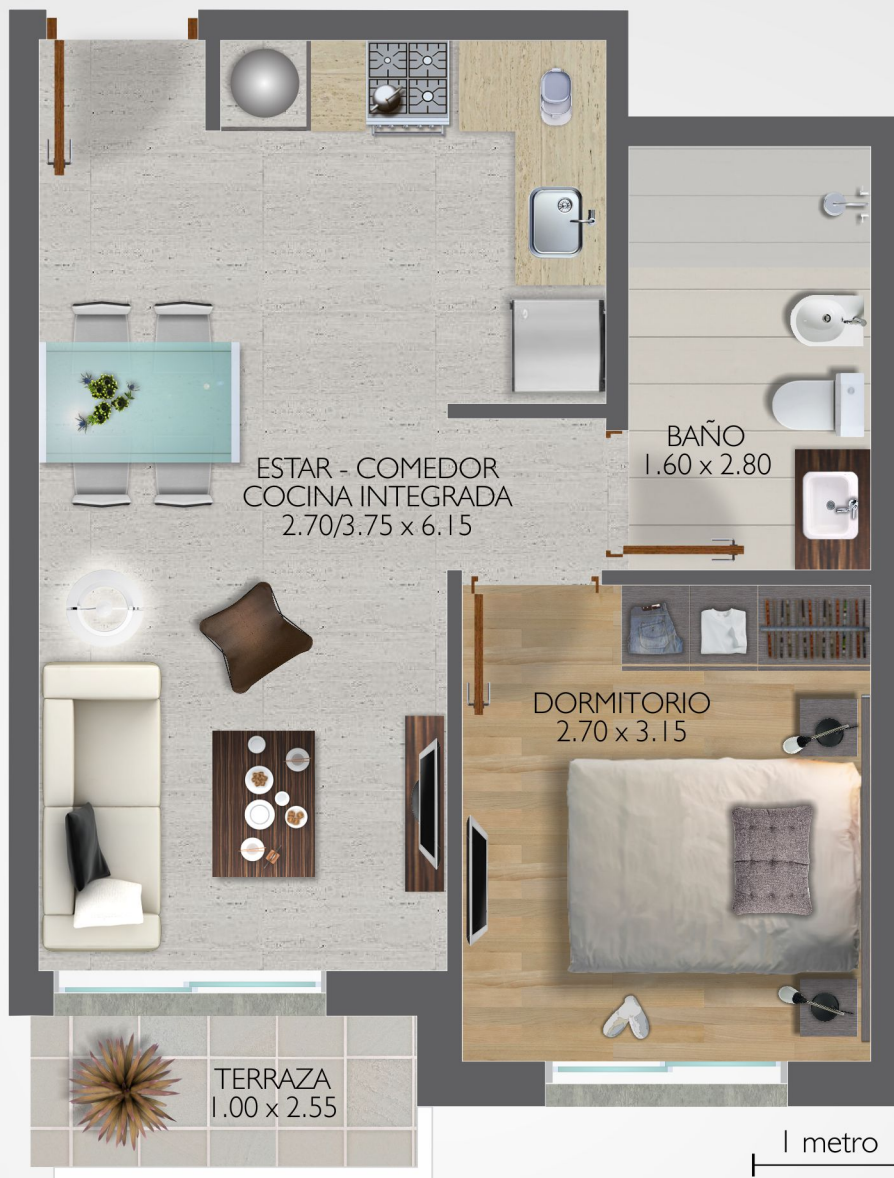 BAÑO
1.60 x 2.80
ESTAR - COMEDOR
COCINA INTEGRADA
2.70/3.75 x 6.15
DORMITORIO
2.70 x 3.15
TERRAZA
1.00 x 2.55
1 metro